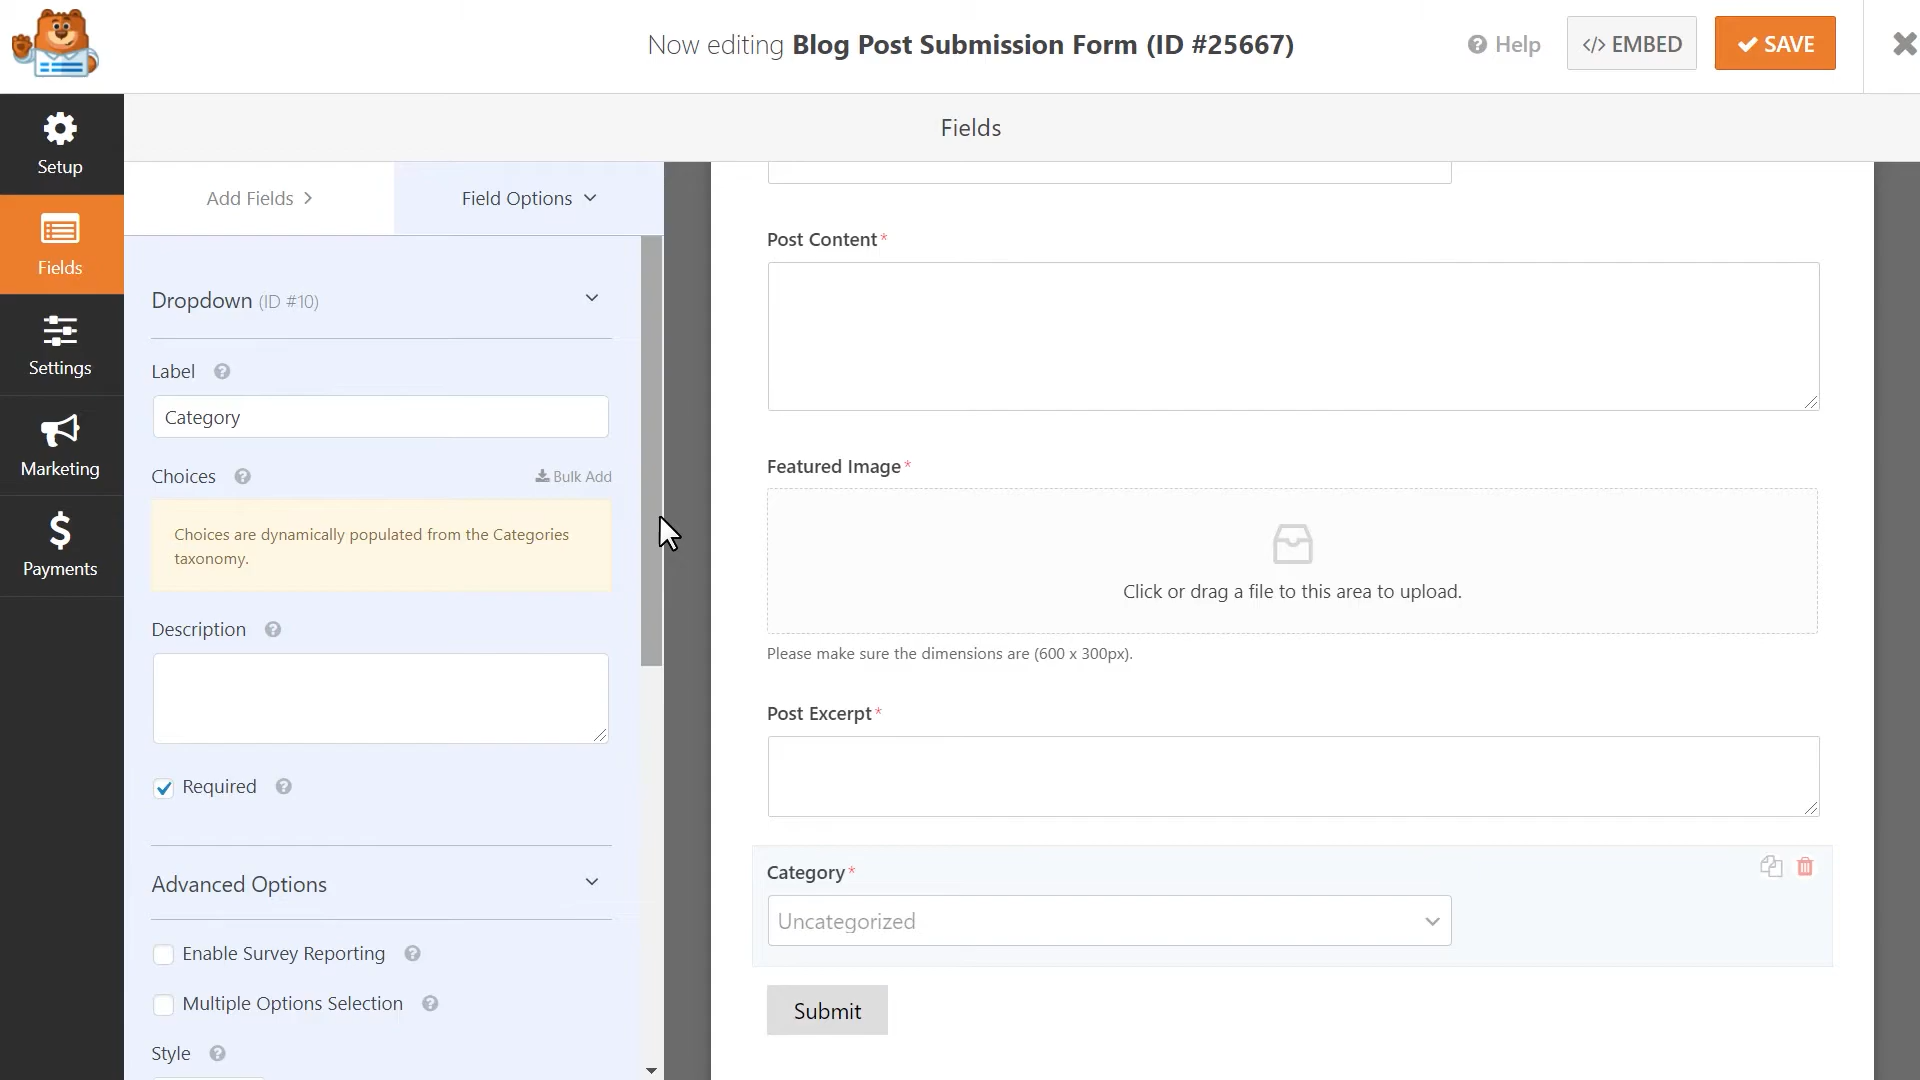 Now editing Blog Post Submission Form (ID #25667)
Help
</> EMBED
SAVE
Setup
Fields
Settings
Marketing
Payments
Fields
Add Fields
Field Options
Dropdown (ID #10)
Label
Category
Choices
Bulk Add
Choices are dynamically populated from the Categories
taxonomy.
Description
Required
Advanced Options
Enable Survey Reporting
Multiple Options Selection
Style
Post Content*
Featured Image*
Click or drag a file to this area to upload.
Please make sure the dimensions are (600 x 300px).
Post Excerpt*
Category*
Uncategorized
Submit